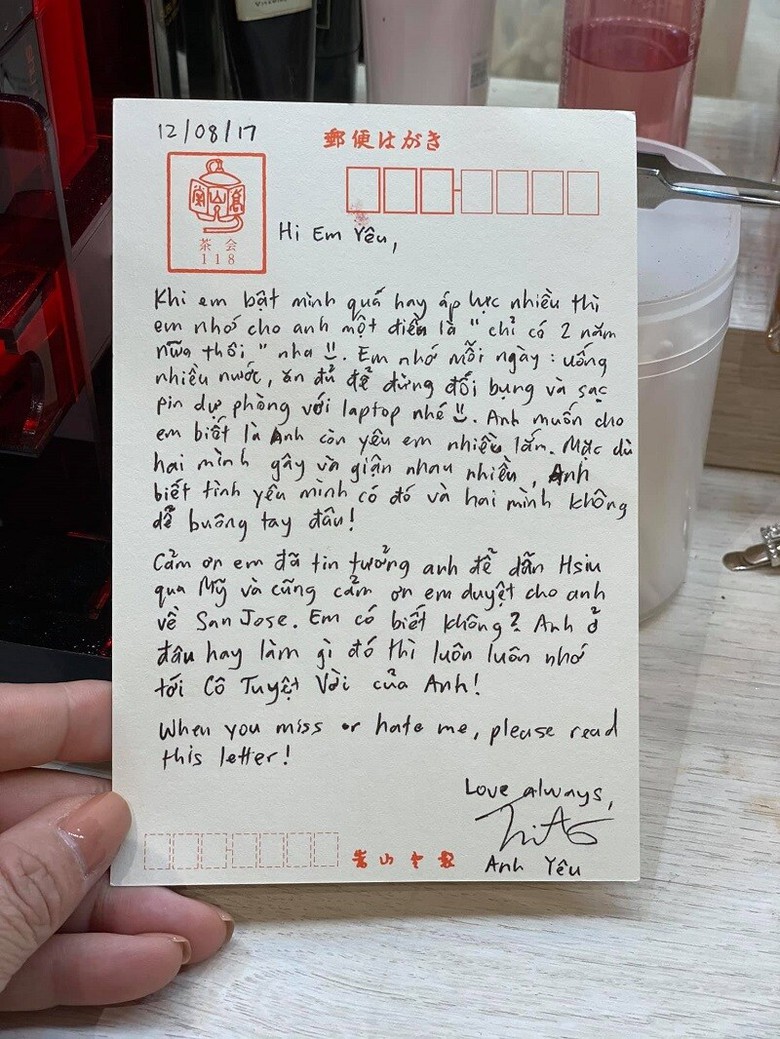 12/08/17
郵便はがき
茶会
118
Hi Em Yêu,
Khi em bật mình quá hay áp lực nhiều thì
em nhớ cho anh một điều là "chỉ có 2 năm
nữa thôi" nha. Em nhớ mỗi ngày: uống
nhiều nước, ăn đủ để đừng đối bụng và sạc
pin dự phòng với laptop nhé. Anh muốn cho
em biết là Anh còn yêu em nhiều lắm. Mặc dù
hai mình gây và giận nhau nhiều, Anh
biết tình yêu mình có đó và hai mình không
dễ buông tay đâu!
Cảm ơn em đã tin tưởng anh để dẫn Hsiu
qua Mỹ và cũng cảm ơn em duyệt cho anh
về San Jose. Em có biết không? Anh ở
đâu hay làm gì đó thì luôn luôn nhớ
tới Cô Tuyệt Vời của Anh!
When you miss or hate me, please read
this letter!
Love always,
Anh Yêu